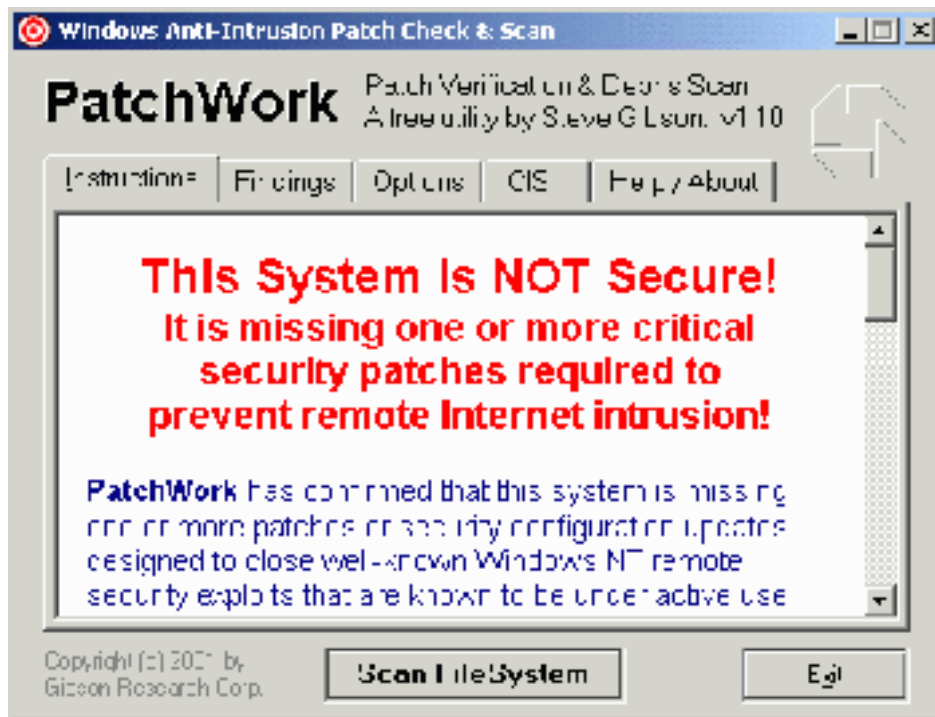 Windows Anti-Intrusion Patch Check & Scan
PatchWork
Patch Verification & Debris Scan
A free utility by Steve Gibson. v1.10
Instructions
Findings
Options
CIS
Help / About
This System is NOT Secure!
It is missing one or more critical
security patches required to
prevent remote Internet intrusion!
PatchWork has confirmed that this system is missing
one or more patches or security configuration updates
designed to close well-known Windows NT remote
security exploits that are known to be under active use
Copyright (c) 2001 by
Gibson Research Corp.
Scan FileSystem
Exit